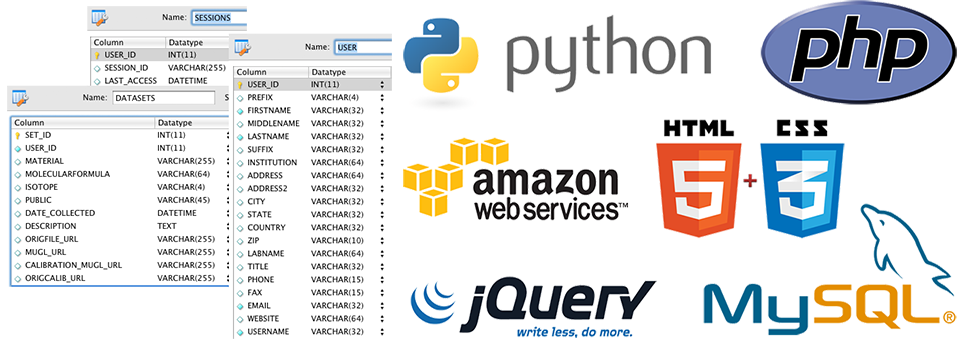 Name: SESSIONS
Column Datatype
USER_ID INT(11)
SESSION_ID VARCHAR(255)
LAST_ACCESS DATETIME
Name: DATASETS S
Column Datatype
SET_ID INT(11)
USER_ID INT(11)
MATERIAL VARCHAR(255)
MOLECULARFORMULA VARCHAR(64)
ISOTOPE VARCHAR(4)
PUBLIC VARCHAR(45)
DATE_COLLECTED DATETIME
DESCRIPTION TEXT
ORIGFILE_URL VARCHAR(255)
MUGL_URL VARCHAR(255)
CALIBRATION_MUGL_URL VARCHAR(255)
ORIGCALIB_URL VARCHAR(255)
Name: USER
Column Datatype
USER_ID INT(11)
PREFIX VARCHAR(4)
FIRSTNAME VARCHAR(32)
MIDDLENAME VARCHAR(32)
LASTNAME VARCHAR(32)
SUFFIX VARCHAR(32)
INSTITUTION VARCHAR(64)
ADDRESS VARCHAR(64)
ADDRESS2 VARCHAR(32)
CITY VARCHAR(32)
STATE VARCHAR(32)
COUNTRY VARCHAR(32)
ZIP VARCHAR(10)
LABNAME VARCHAR(64)
TITLE VARCHAR(32)
PHONE VARCHAR(15)
FAX VARCHAR(15)
EMAIL VARCHAR(32)
WEBSITE VARCHAR(64)
USERNAME VARCHAR(32)
python
php
amazon
web services™
HTML CSS
5 + 3
jQuery
write less, do more.
MySQL®